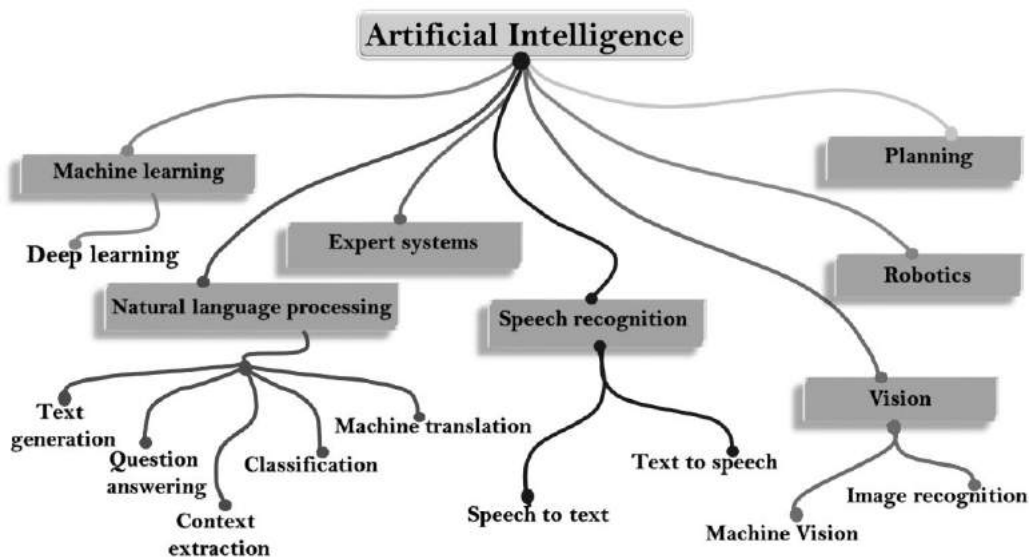 Artificial Intelligence
Machine learning
Planning
Deep learning
Expert systems
Robotics
Natural language processing
Speech recognition
Vision
Text
generation
Question
answering
Context
extraction
Classification
Machine translation
Speech to text
Text to speech
Machine Vision
Image recognition